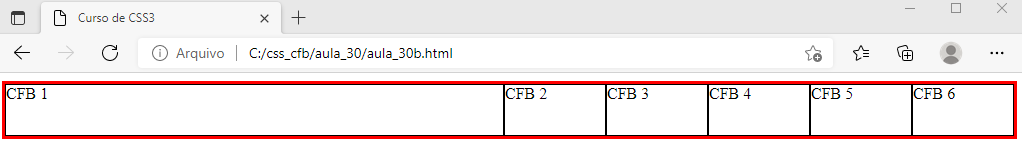 Curso de CSS3
Arquivo C:/css_cfb/aula_30/aula_30b.html
CFB 1 CFB 2 CFB 3 CFB 4 CFB 5 CFB 6